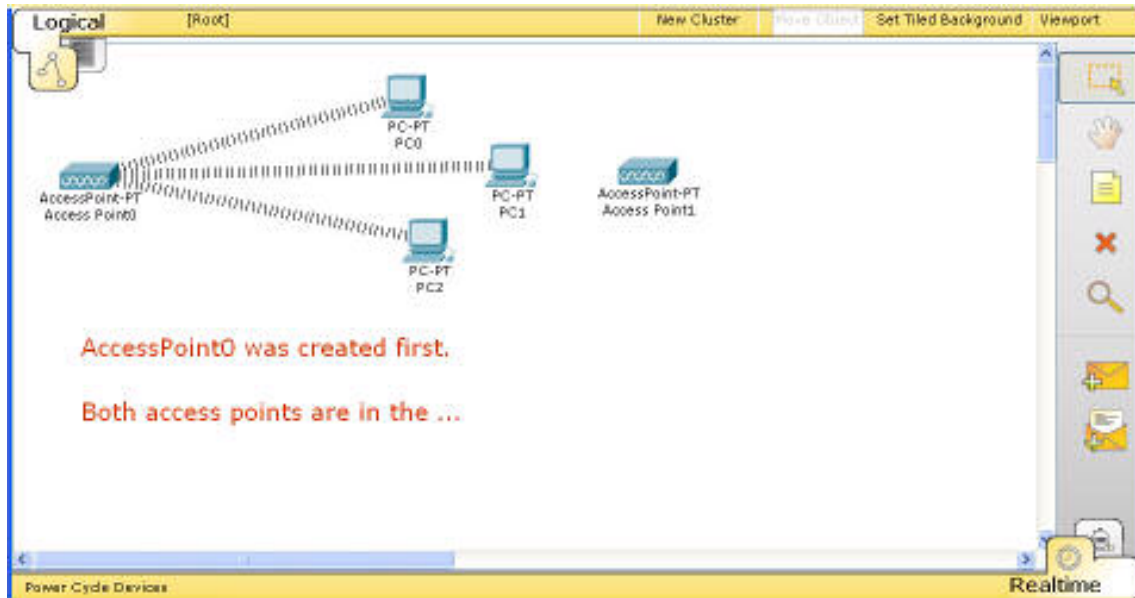 Logical [Root] New Cluster Move Object Set Tiled Background Viewport
PC-PT
PC0
AccessPoint-PT
Access Point0
PC-PT
PC1
AccessPoint-PT
Access Point1
PC-PT
PC2
AccessPoint0 was created first.
Both access points are in the ...
Power Cycle Devices Realtime